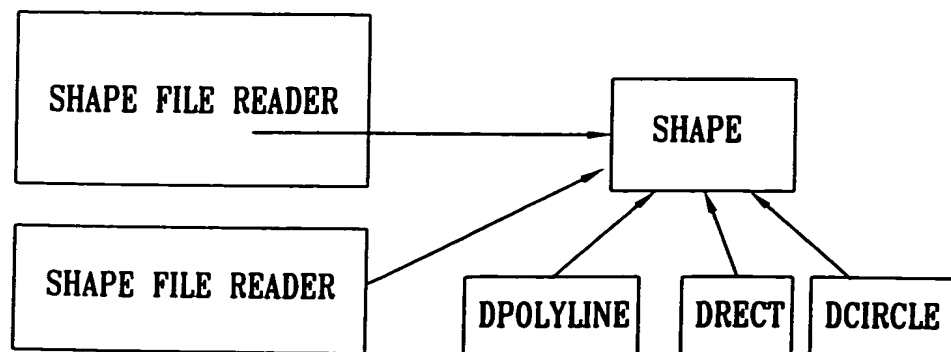 SHAPE FILE READER
SHAPE
SHAPE FILE READER
DPOLYLINE
DRECT
DCIRCLE